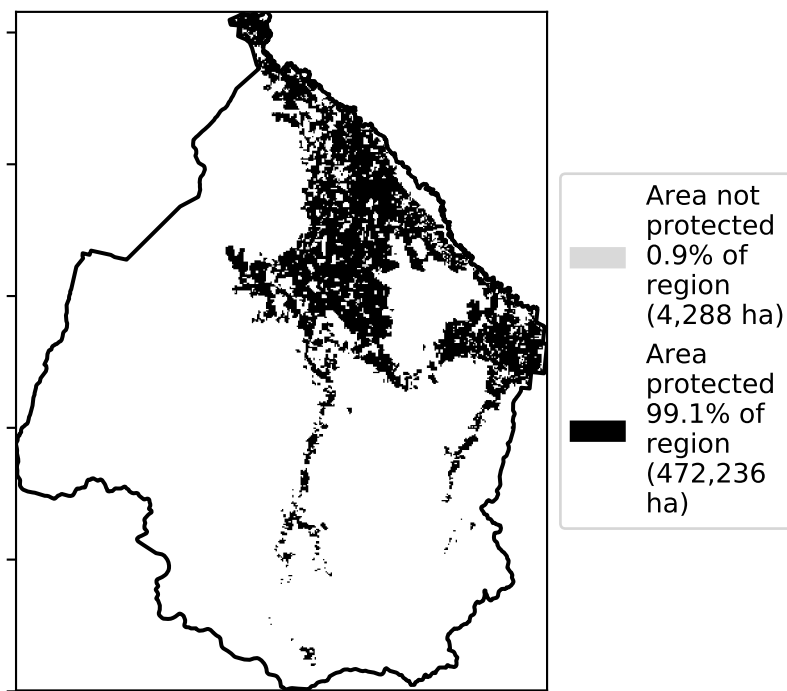 Area not
protected
0.9% of
region
(4,288 ha)
Area
protected
99.1% of
region
(472,236
ha)